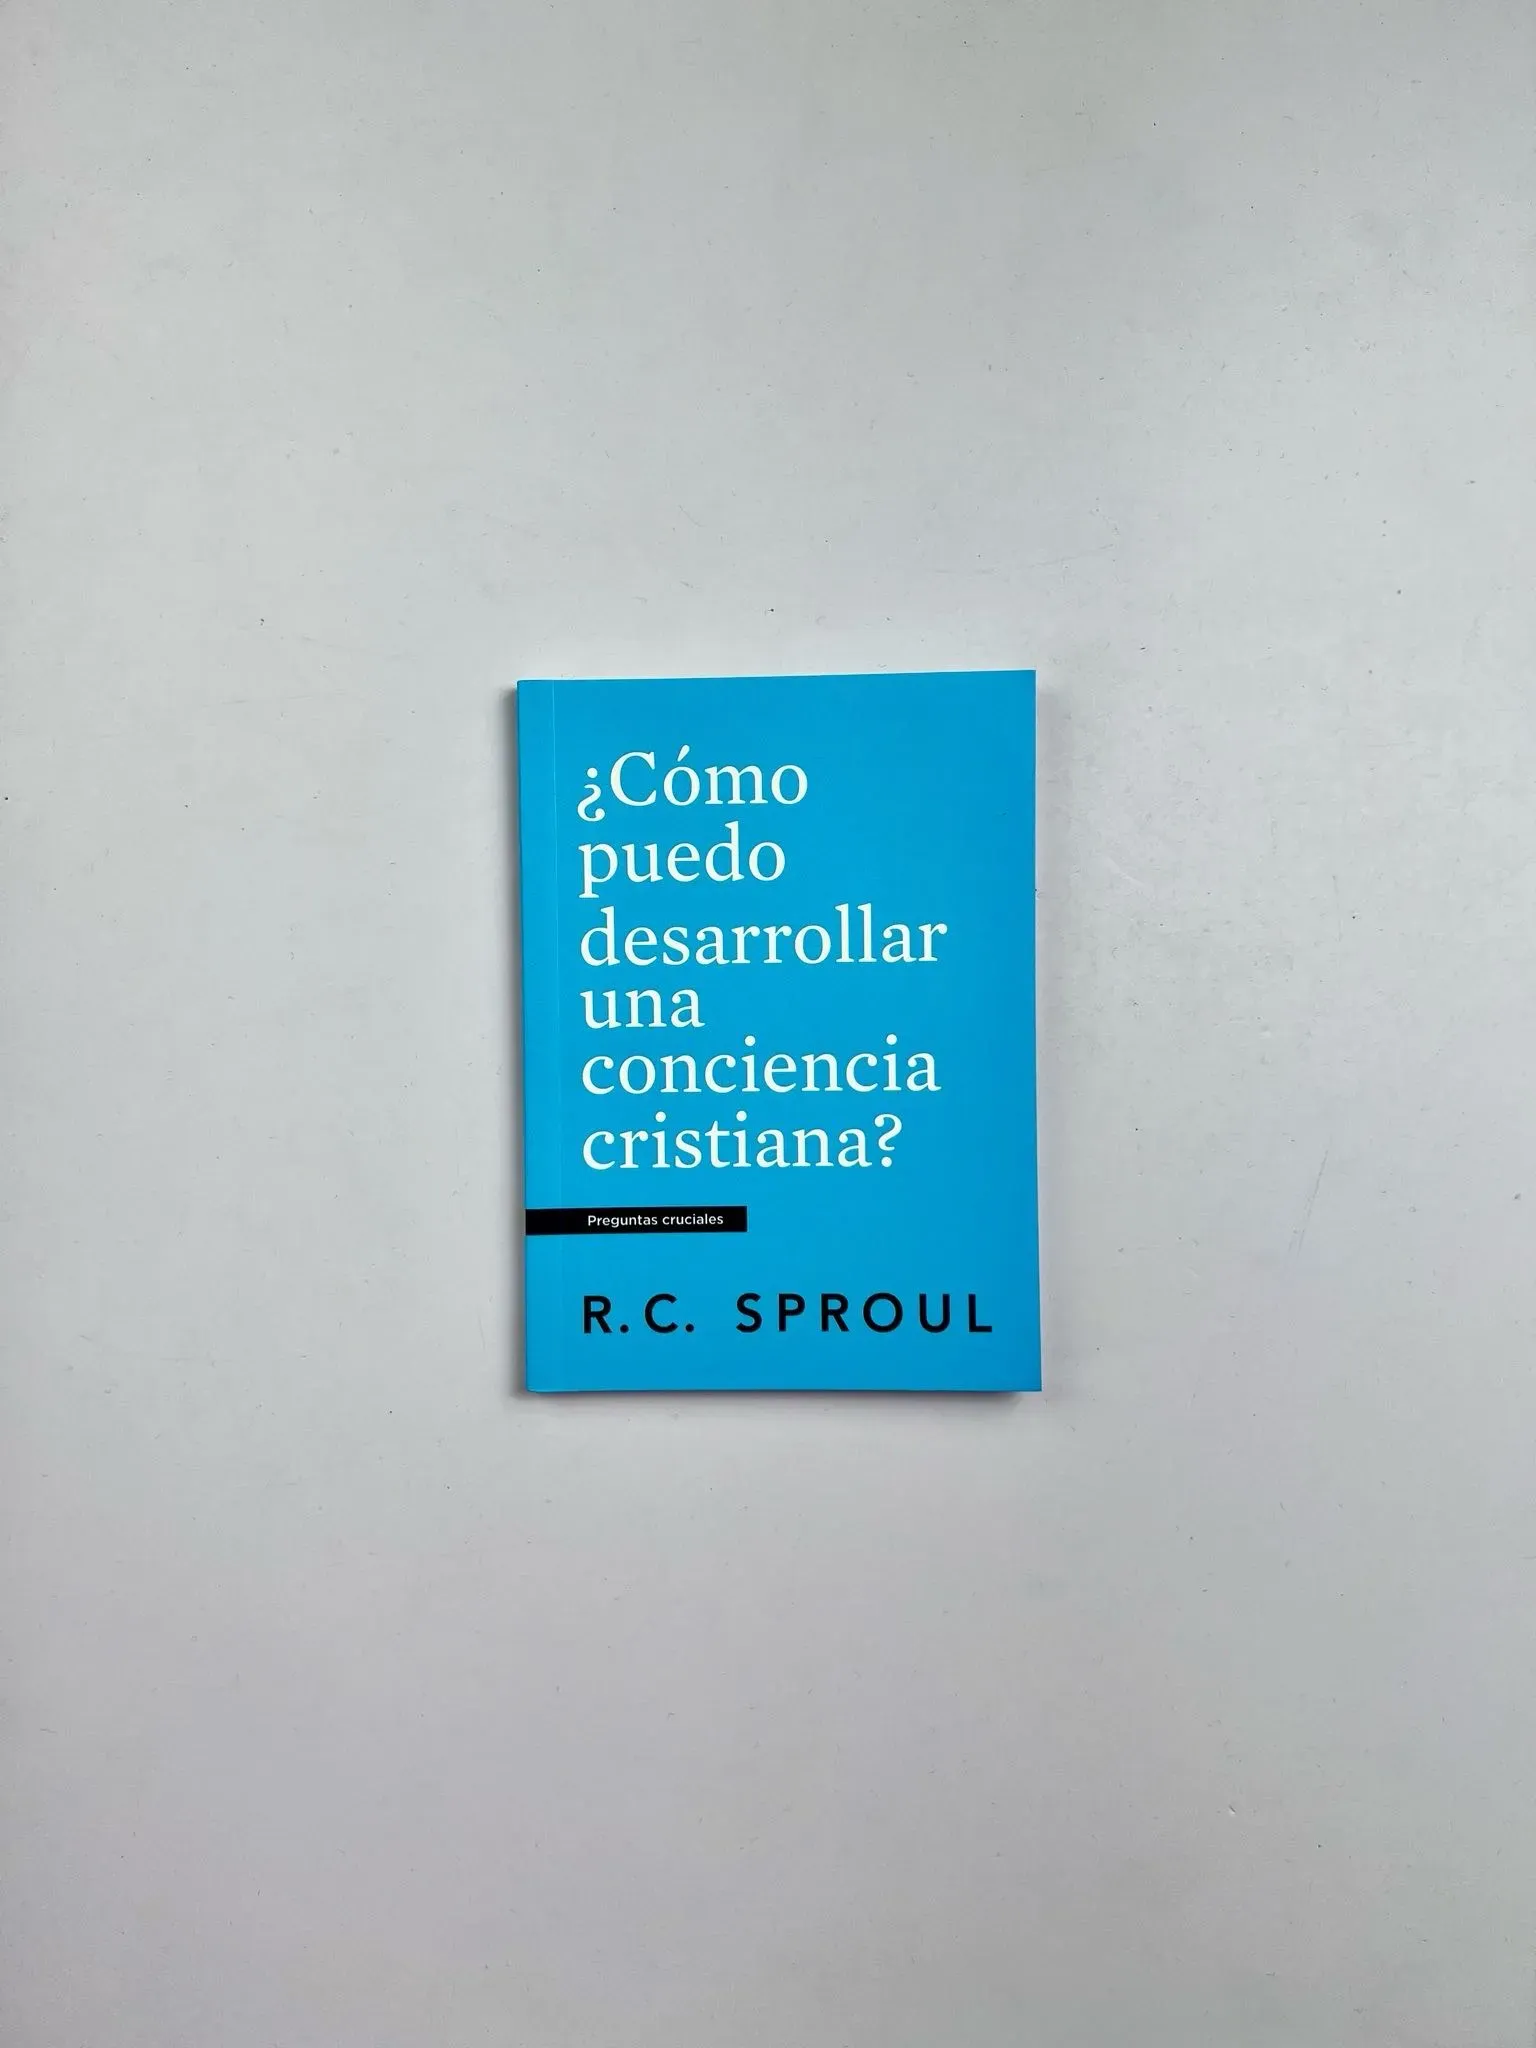 ¿Cómo
puedo
desarrollar
una
conciencia
cristiana?
Preguntas cruciales
R.C. SPROUL